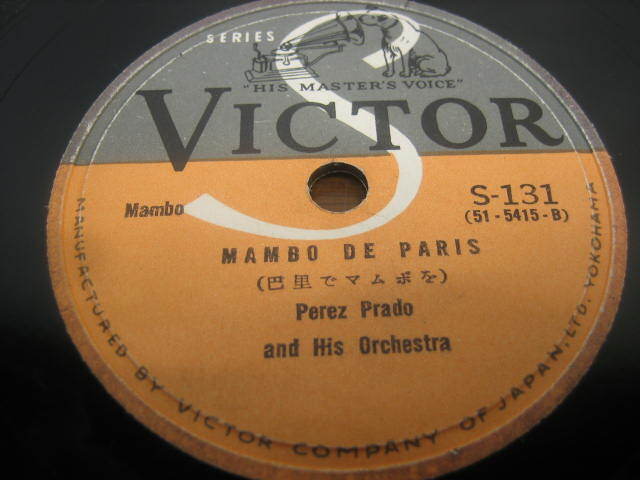 SERIES
S
"HIS MASTER'S VOICE"
VICTOR
Mambo
S-131
(51-5415-B)
MAMBO DE PARIS
(巴里でマムボを)
Perez Prado
and His Orchestra
MANUFACTURED BY VICTOR COMPANY OF JAPAN, LTD. YOKOHAMA